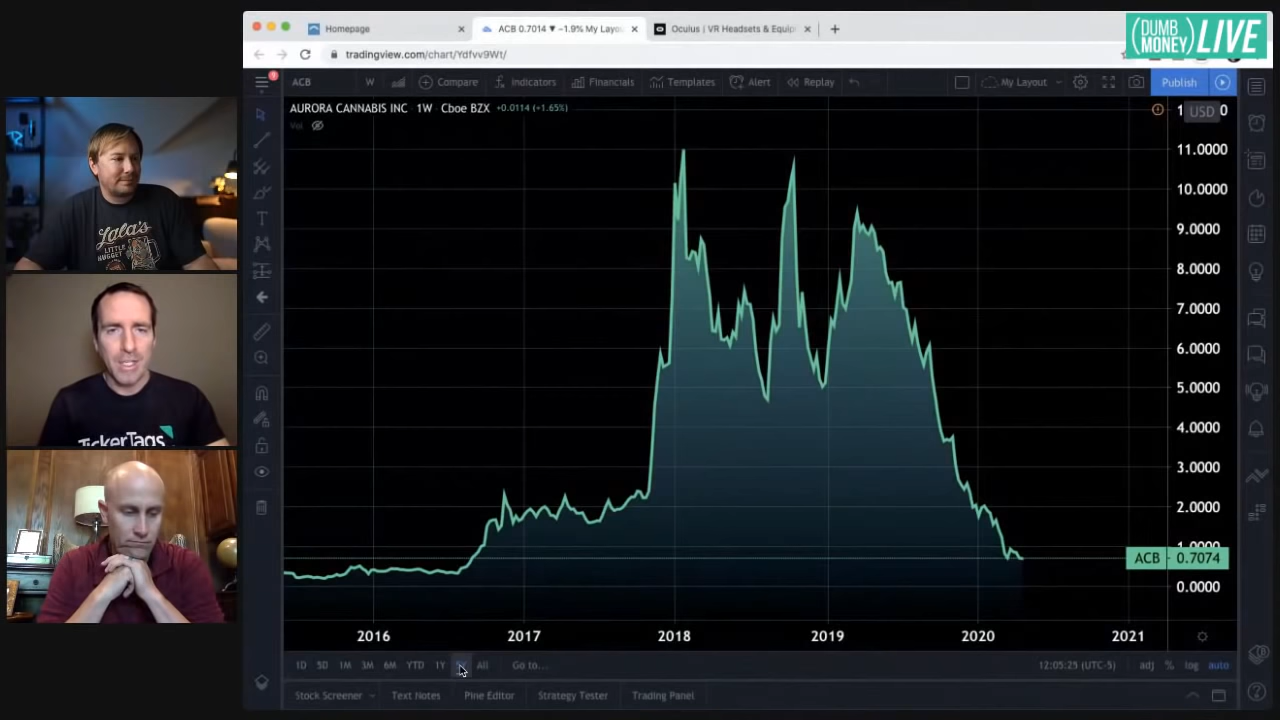 Homepage
ACB 0.7014 ▼ −1.9% My Layo
Oculus | VR Headsets & Equip
(DUMB MONEY) LIVE
tradingview.com/chart/Ydfvv9Wt/
ACB W Compare Indicators Financials Templates Alert Replay My Layout Publish
AURORA CANNABIS INC · 1W · Cboe BZX +0.0114 (+1.65%)
Vol
USD
11.0000
10.0000
9.0000
8.0000
7.0000
6.0000
5.0000
4.0000
3.0000
2.0000
1.0000
ACB 0.7074
0.0000
2016 2017 2018 2019 2020 2021
1D 5D 1M 3M 6M YTD 1Y All Go to... 12:05:25 (UTC-5) adj % log auto
Stock Screener Text Notes Pine Editor Strategy Tester Trading Panel
Lala's
LITTLE
NUGGET
TickerTags